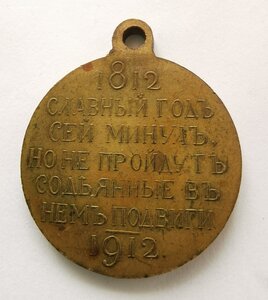 1812
СЛАВНЫЙ ГОДЪ
СЕЙ МИНУЛЪ,
НО НЕ ПРОЙДУТЪ
СОДѢЯННЫЕ ВЪ
НЕМЪ ПОДВИГИ
1912.